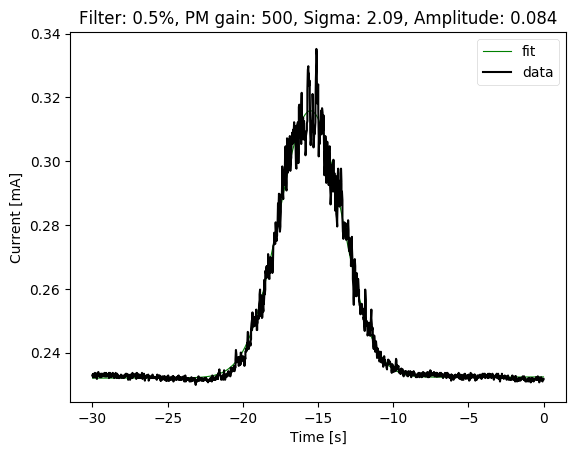 Filter: 0.5%, PM gain: 500, Sigma: 2.09, Amplitude: 0.084
fit
data
Current [mA]
0.34
0.32
0.30
0.28
0.26
0.24
−30
−25
−20
−15
−10
−5
0
Time [s]